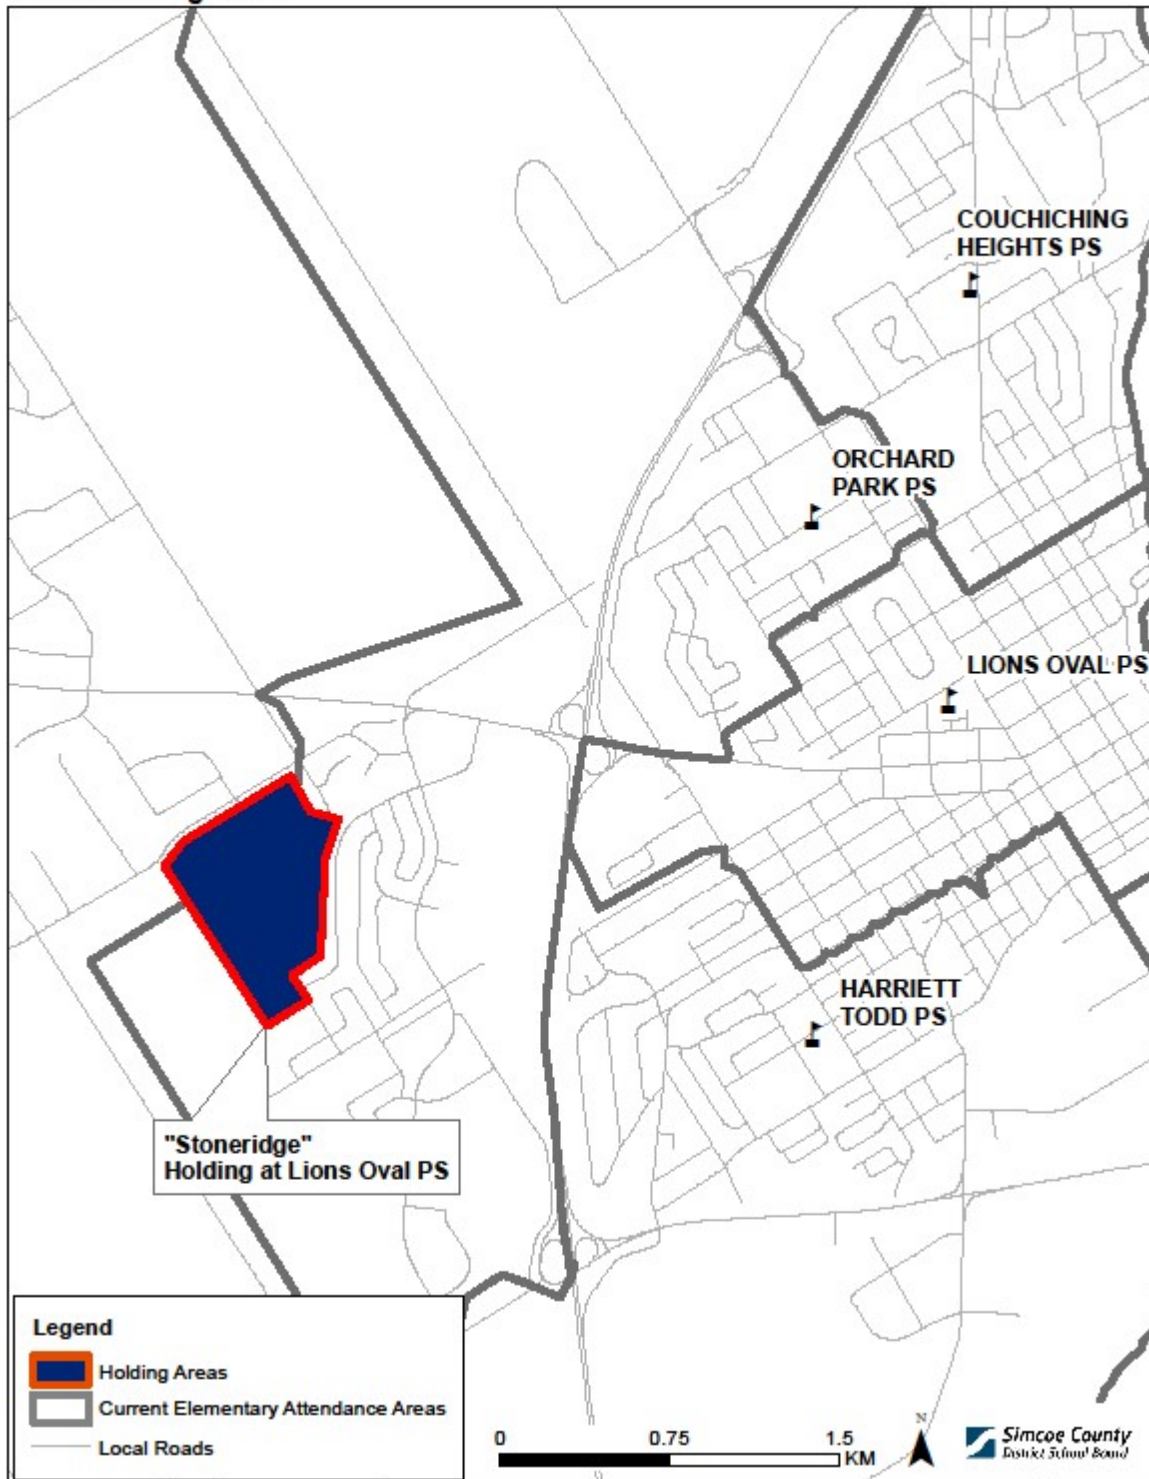 COUCHICHING
HEIGHTS PS
ORCHARD
PARK PS
LIONS OVAL PS
HARRIETT
TODD PS
"Stoneridge"
Holding at Lions Oval PS
Legend
Holding Areas
Current Elementary Attendance Areas
Local Roads
0 0.75 1.5
KM
N
Simcoe County
District School Board